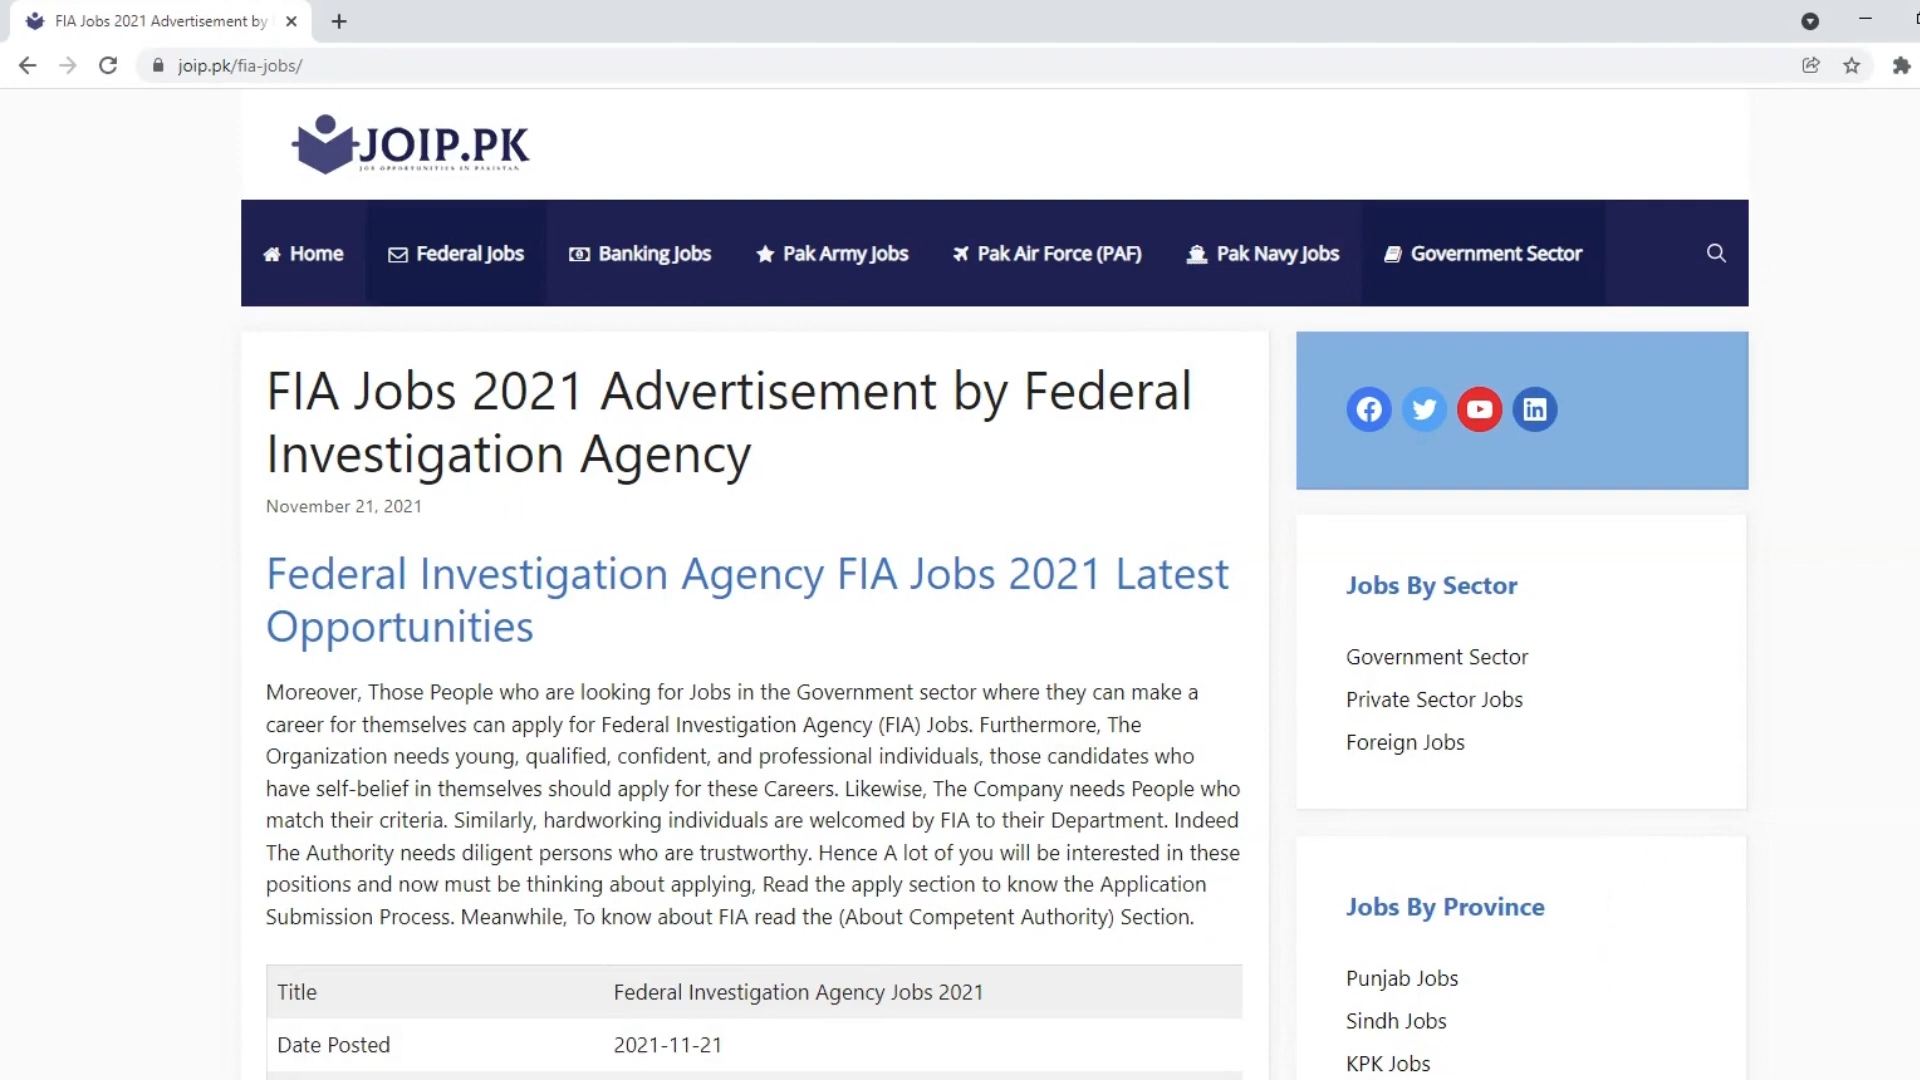 FIA Jobs 2021 Advertisement by
joip.pk/fia-jobs/
JOIP.PK
JOB OPPORTUNITIES IN PAKISTAN
Home
Federal Jobs
Banking Jobs
Pak Army Jobs
Pak Air Force (PAF)
Pak Navy Jobs
Government Sector
FIA Jobs 2021 Advertisement by Federal
Investigation Agency
November 21, 2021
Federal Investigation Agency FIA Jobs 2021 Latest
Opportunities
Moreover, Those People who are looking for Jobs in the Government sector where they can make a
career for themselves can apply for Federal Investigation Agency (FIA) Jobs. Furthermore, The
Organization needs young, qualified, confident, and professional individuals, those candidates who
have self-belief in themselves should apply for these Careers. Likewise, The Company needs People who
match their criteria. Similarly, hardworking individuals are welcomed by FIA to their Department. Indeed
The Authority needs diligent persons who are trustworthy. Hence A lot of you will be interested in these
positions and now must be thinking about applying, Read the apply section to know the Application
Submission Process. Meanwhile, To know about FIA read the (About Competent Authority) Section.
Title Federal Investigation Agency Jobs 2021
Date Posted 2021-11-21
Jobs By Sector
Government Sector
Private Sector Jobs
Foreign Jobs
Jobs By Province
Punjab Jobs
Sindh Jobs
KPK Jobs